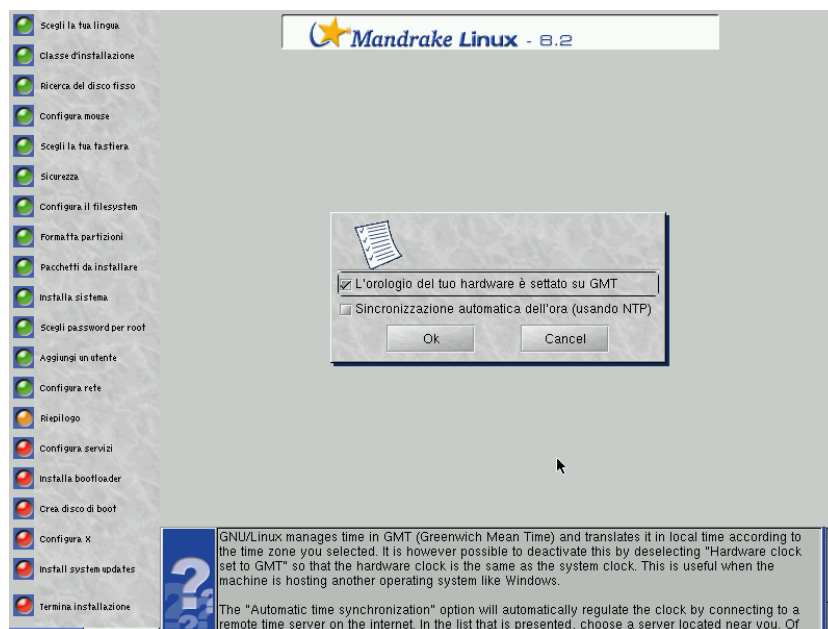 Mandrake Linux - 8.2
Scegli la tua lingua
Classe d'installazione
Ricerca del disco fisso
Configura mouse
Scegli la tua tastiera
Sicurezza
Configura il filesystem
Formatta partizioni
Pacchetti da installare
Installa sistema
Scegli password per root
Aggiungi un utente
Configura rete
Riepilogo
Configura servizi
Installa bootloader
Crea disco di boot
Configura X
Install system updates
Termina installazione
L'orologio del tuo hardware è settato su GMT
Sincronizzazione automatica dell'ora (usando NTP)
Ok
Cancel
GNU/Linux manages time in GMT (Greenwich Mean Time) and translates it in local time according to
the time zone you selected. It is however possible to deactivate this by deselecting "Hardware clock
set to GMT" so that the hardware clock is the same as the system clock. This is useful when the
machine is hosting another operating system like Windows.
The "Automatic time synchronization" option will automatically regulate the clock by connecting to a
remote time server on the internet. In the list that is presented, choose a server located near you. Of